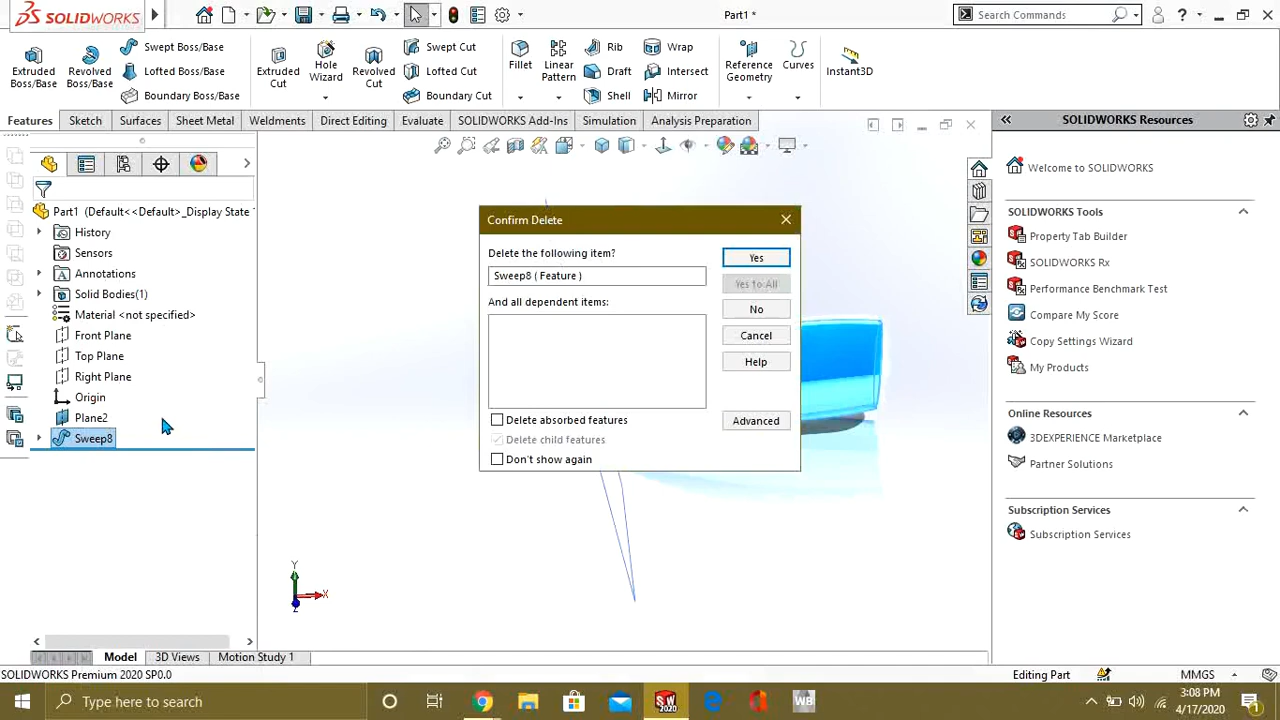 SOLIDWORKS
Part1 *
Search Commands
Extruded Boss/Base
Revolved Boss/Base
Swept Boss/Base
Lofted Boss/Base
Boundary Boss/Base
Extruded Cut
Hole Wizard
Revolved Cut
Swept Cut
Lofted Cut
Boundary Cut
Fillet
Linear Pattern
Rib
Draft
Shell
Wrap
Intersect
Mirror
Reference Geometry
Curves
Instant3D
Features
Sketch
Surfaces
Sheet Metal
Weldments
Direct Editing
Evaluate
SOLIDWORKS Add-Ins
Simulation
Analysis Preparation
Part1 (Default<<Default>_Display State
History
Sensors
Annotations
Solid Bodies(1)
Material <not specified>
Front Plane
Top Plane
Right Plane
Origin
Plane2
Sweep8
Confirm Delete
Delete the following item?
Sweep8 ( Feature )
And all dependent items:
Delete absorbed features
Delete child features
Don't show again
Yes
Yes to All
No
Cancel
Help
Advanced
Y
X
Z
SOLIDWORKS Resources
Welcome to SOLIDWORKS
SOLIDWORKS Tools
Property Tab Builder
SOLIDWORKS Rx
Performance Benchmark Test
Compare My Score
Copy Settings Wizard
My Products
Online Resources
3DEXPERIENCE Marketplace
Partner Solutions
Subscription Services
Subscription Services
Model
3D Views
Motion Study 1
SOLIDWORKS Premium 2020 SP0.0
Editing Part
MMGS
Type here to search
SW
2020
WB
3:08 PM
4/17/2020
1